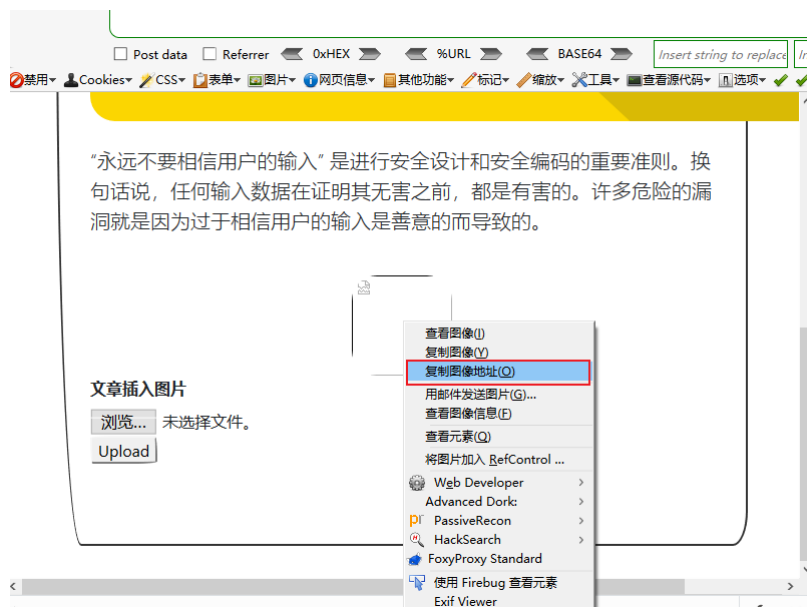 Post data Referrer 0xHEX %URL BASE64 Insert string to replace
禁用 Cookies CSS 表单 图片 网页信息 其他功能 标记 缩放 工具 查看源代码 选项
“永远不要相信用户的输入” 是进行安全设计和安全编码的重要准则。换
句话说，任何输入数据在证明其无害之前，都是有害的。许多危险的漏
洞就是因为过于相信用户的输入是善意的而导致的。
查看图像(I)
复制图像(Y)
复制图像地址(O)
用邮件发送图片(G)...
查看图像信息(F)
查看元素(Q)
将图片加入 RefControl ...
Web Developer
Advanced Dork:
PassiveRecon
HackSearch
FoxyProxy Standard
使用 Firebug 查看元素
Exif Viewer
文章插入图片
浏览... 未选择文件。
Upload